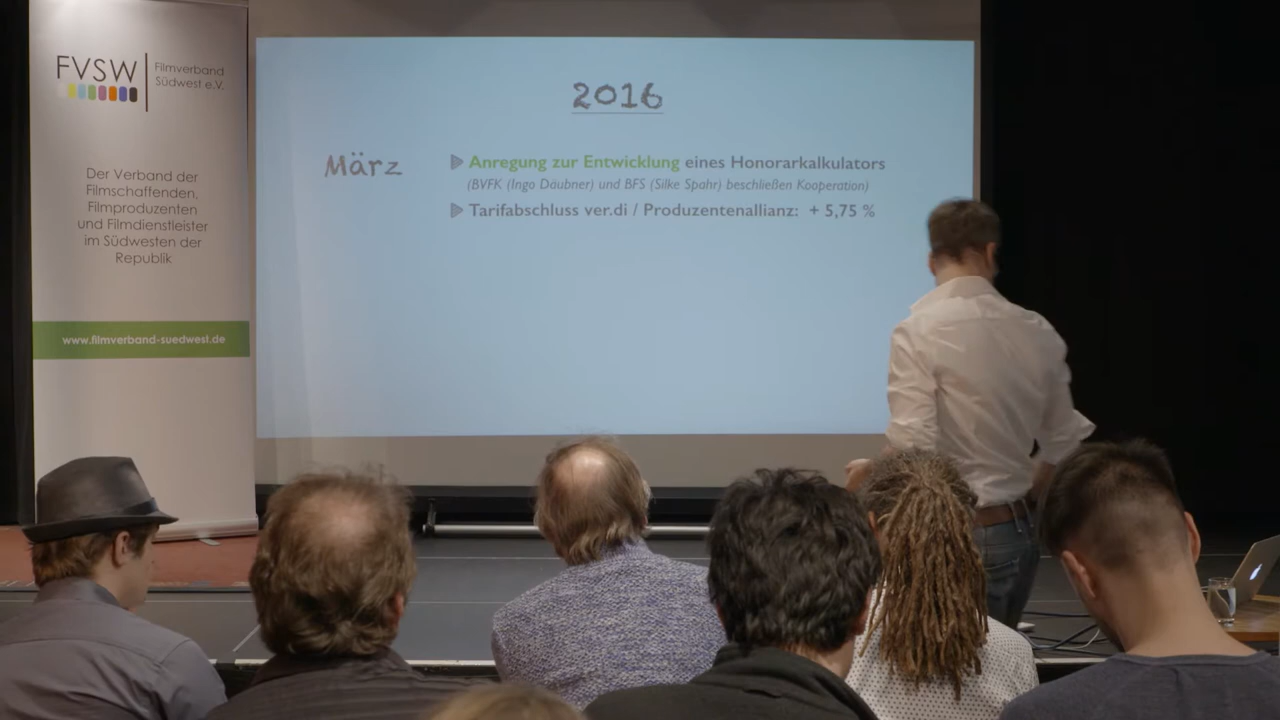 FVSW
Filmverband
Südwest e.V.
Der Verband der
Filmschaffenden,
Filmproduzenten
und Filmdienstleister
im Südwesten der
Republik
www.filmverband-suedwest.de
2016
März
Anregung zur Entwicklung eines Honorarkalkulators
(BVFK (Ingo Däubner) und BFS (Silke Spahr) beschließen Kooperation)
Tarifabschluss ver.di / Produzentenallianz: + 5,75 %